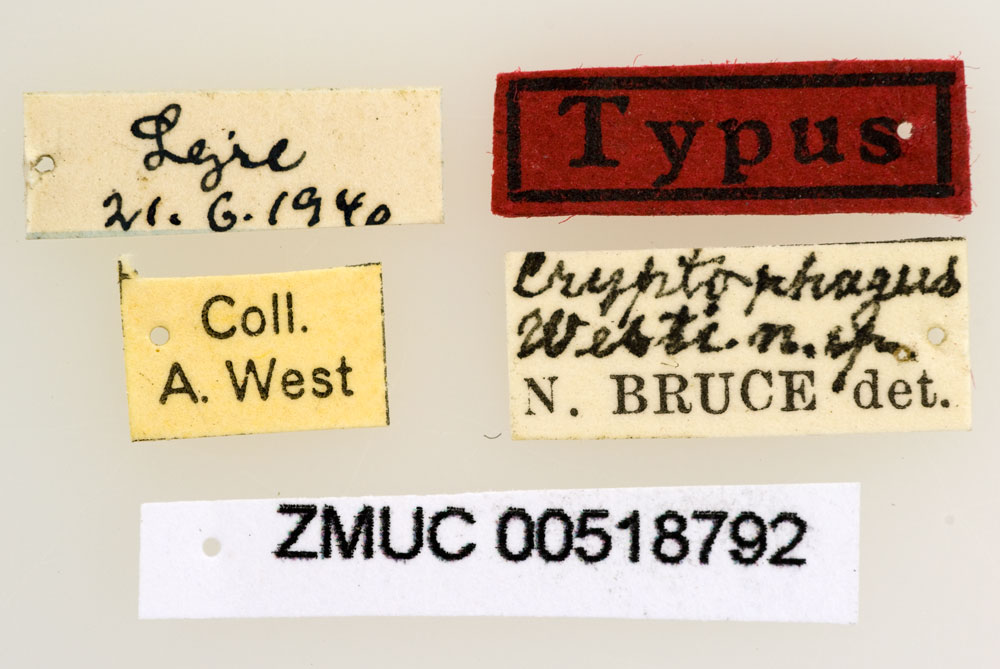 Lejre
21. 6. 1940
Typus
Coll.
A. West
Cryptophagus
Westi. n. sp.
N. BRUCE det.
ZMUC 00518792